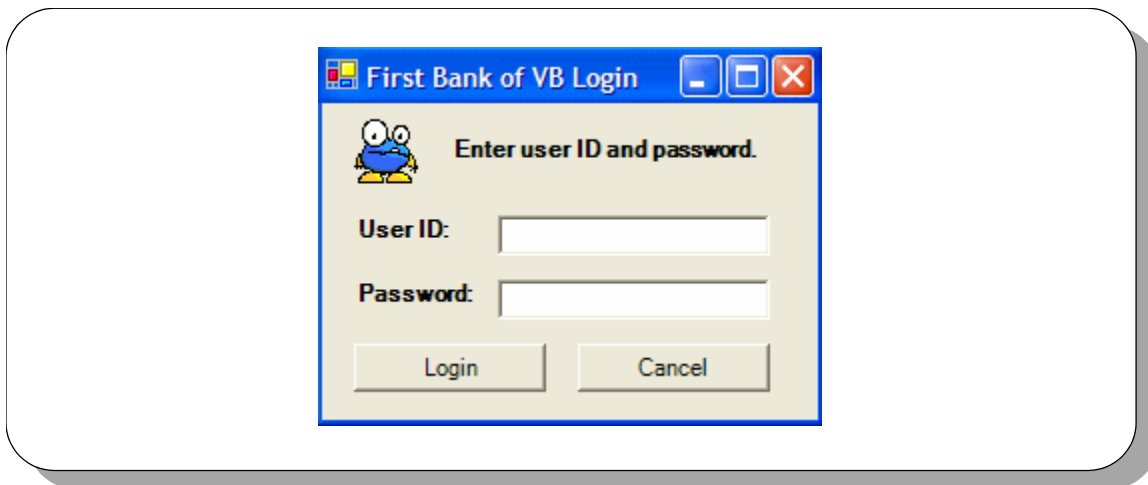 First Bank of VB Login
Enter user ID and password.
User ID:
Password:
Login Cancel